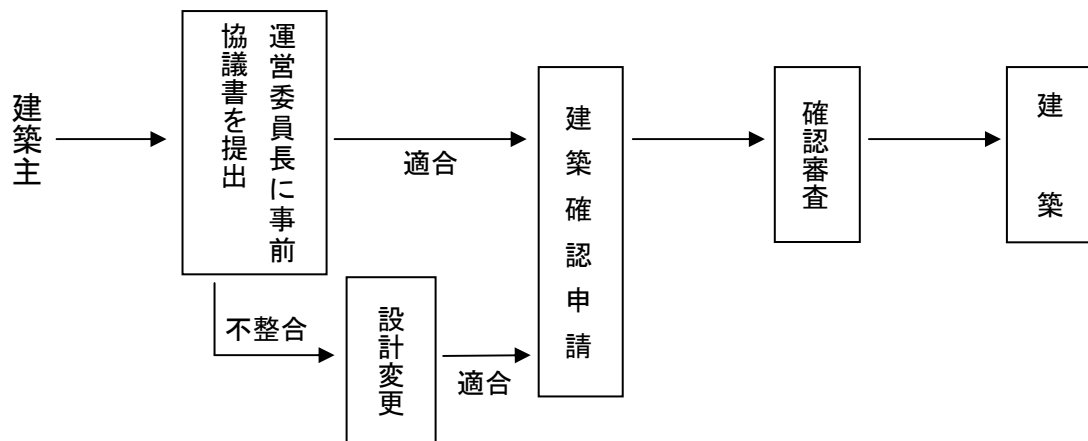 建築主
運営委員長に事前
協議書を提出
適合
不整合
設計変更
適合
建築確認申請
確認審査
建築